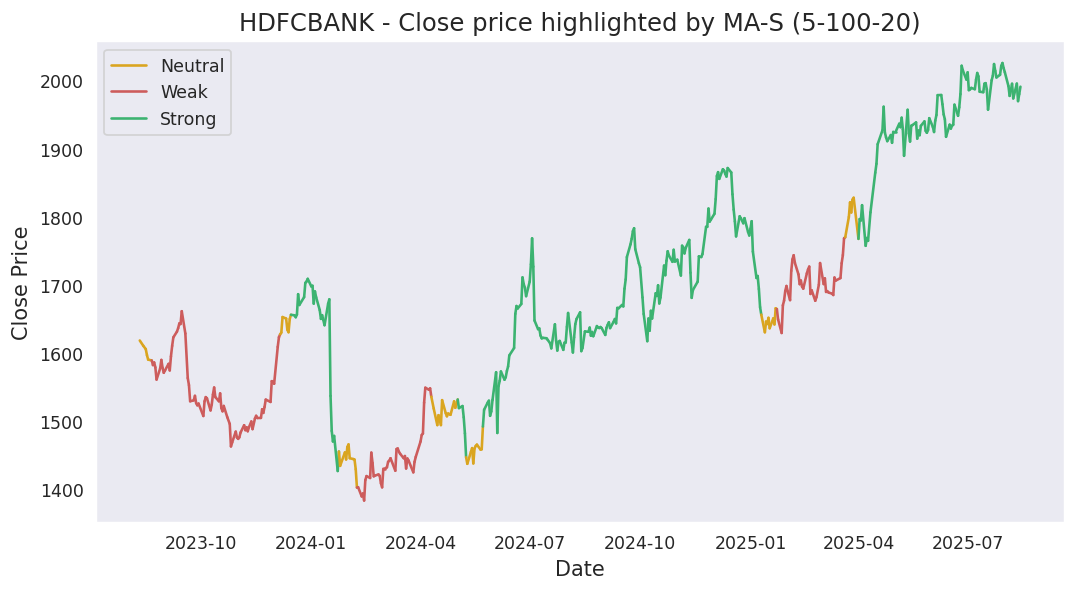 HDFCBANK - Close price highlighted by MA-S (5-100-20)
Neutral
Weak
Strong
Close Price
2000
1900
1800
1700
1600
1500
1400
2023-10 2024-01 2024-04 2024-07 2024-10 2025-01 2025-04 2025-07
Date